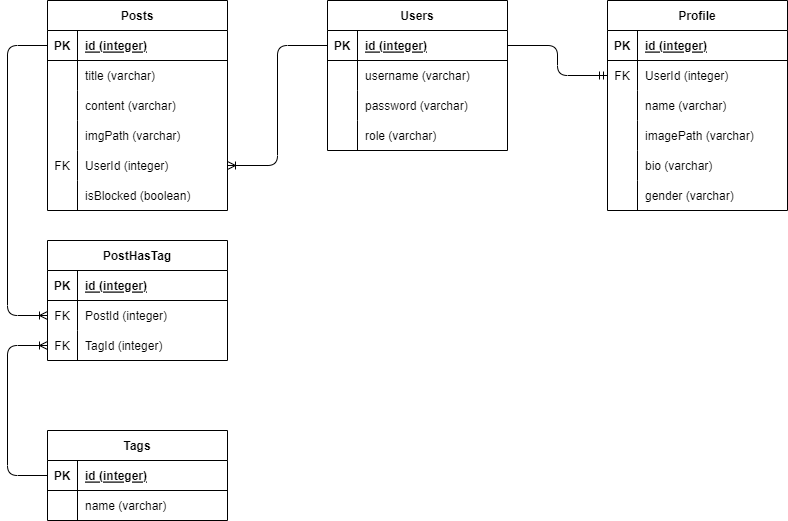 Posts
PK id (integer)
title (varchar)
content (varchar)
imgPath (varchar)
FK UserId (integer)
isBlocked (boolean)
Users
PK id (integer)
username (varchar)
password (varchar)
role (varchar)
Profile
PK id (integer)
FK UserId (integer)
name (varchar)
imagePath (varchar)
bio (varchar)
gender (varchar)
PostHasTag
PK id (integer)
FK PostId (integer)
FK TagId (integer)
Tags
PK id (integer)
name (varchar)